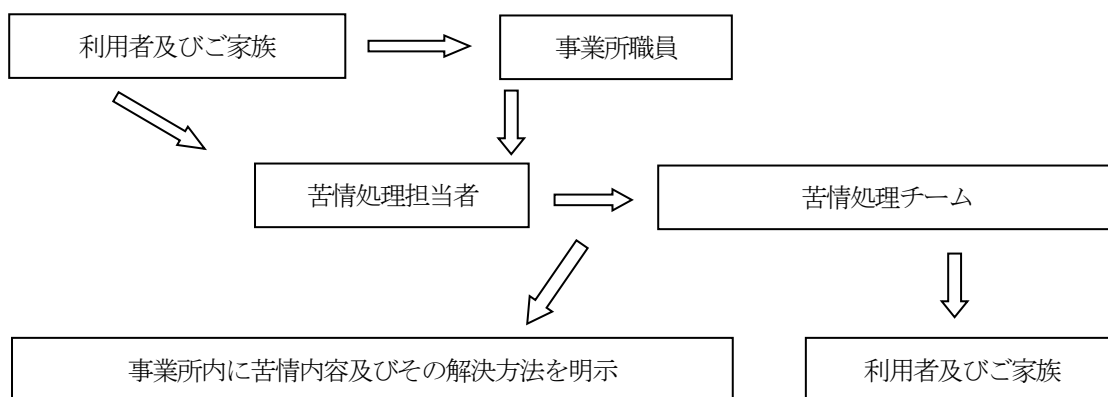 利用者及びご家族
事業所職員
苦情処理担当者
苦情処理チーム
事業所内に苦情内容及びその解決方法を明示
利用者及びご家族